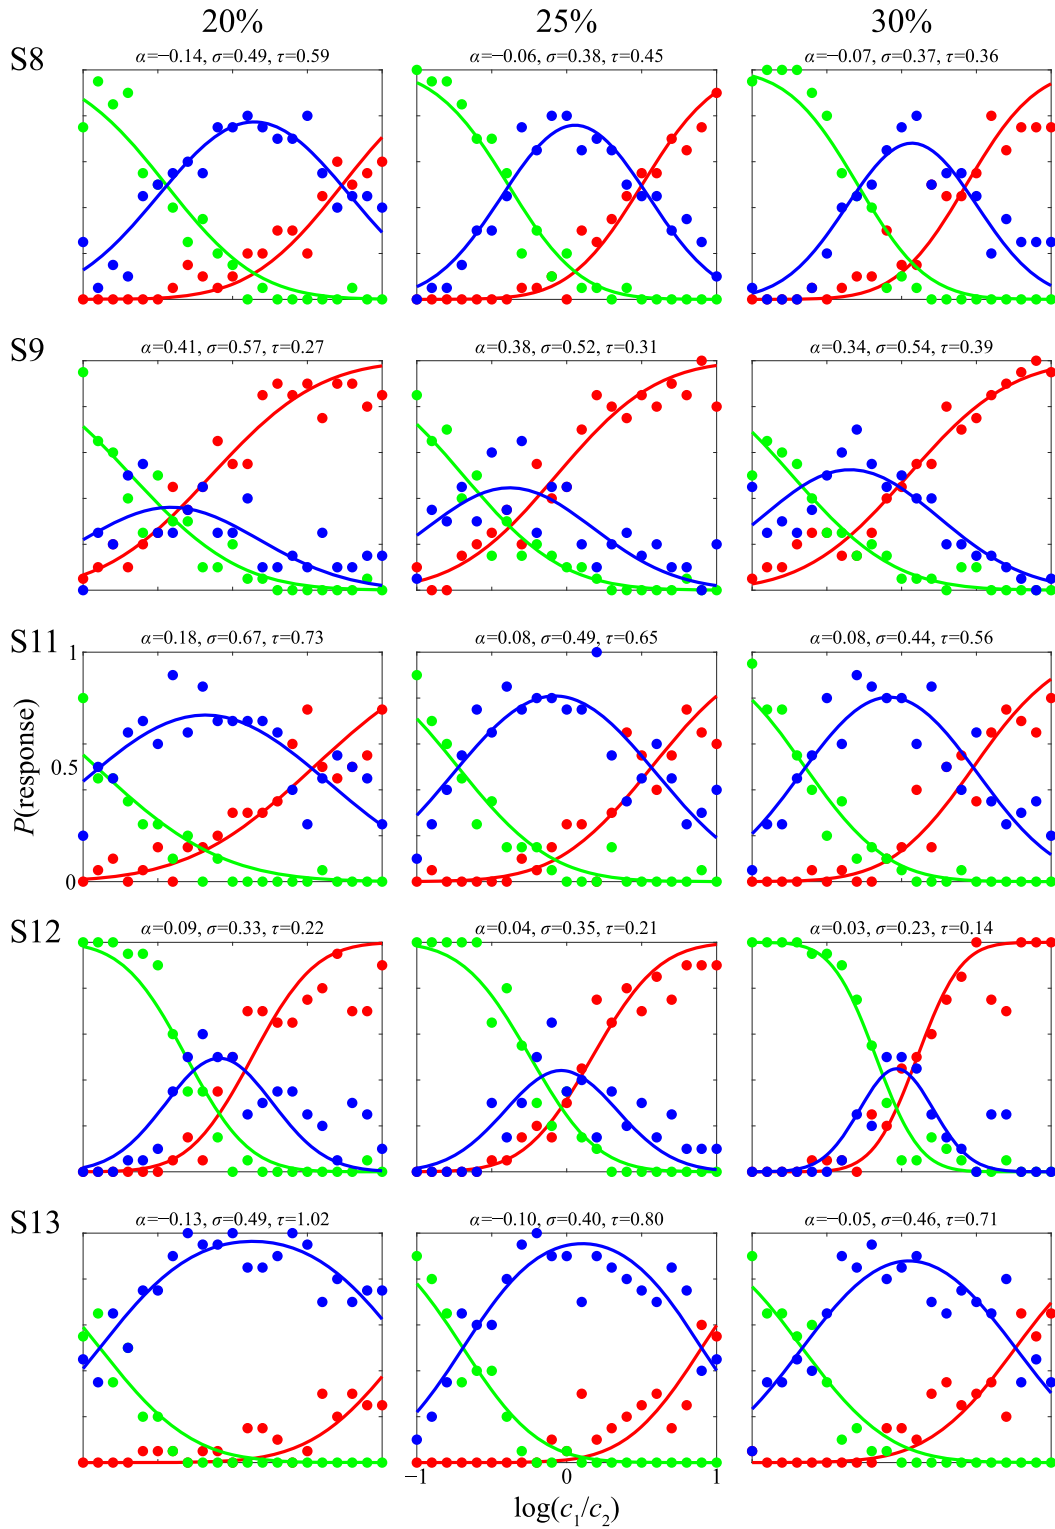 20% 25% 30%
S8
α=−0.14, σ=0.49, τ=0.59 α=−0.06, σ=0.38, τ=0.45 α=−0.07, σ=0.37, τ=0.36
S9
α=0.41, σ=0.57, τ=0.27 α=0.38, σ=0.52, τ=0.31 α=0.34, σ=0.54, τ=0.39
S11
α=0.18, σ=0.67, τ=0.73 α=0.08, σ=0.49, τ=0.65 α=0.08, σ=0.44, τ=0.56
1
P(response)
0.5
0
S12
α=0.09, σ=0.33, τ=0.22 α=0.04, σ=0.35, τ=0.21 α=0.03, σ=0.23, τ=0.14
S13
α=−0.13, σ=0.49, τ=1.02 α=−0.10, σ=0.40, τ=0.80 α=−0.05, σ=0.46, τ=0.71
−1 0 1
log(c₁/c₂)